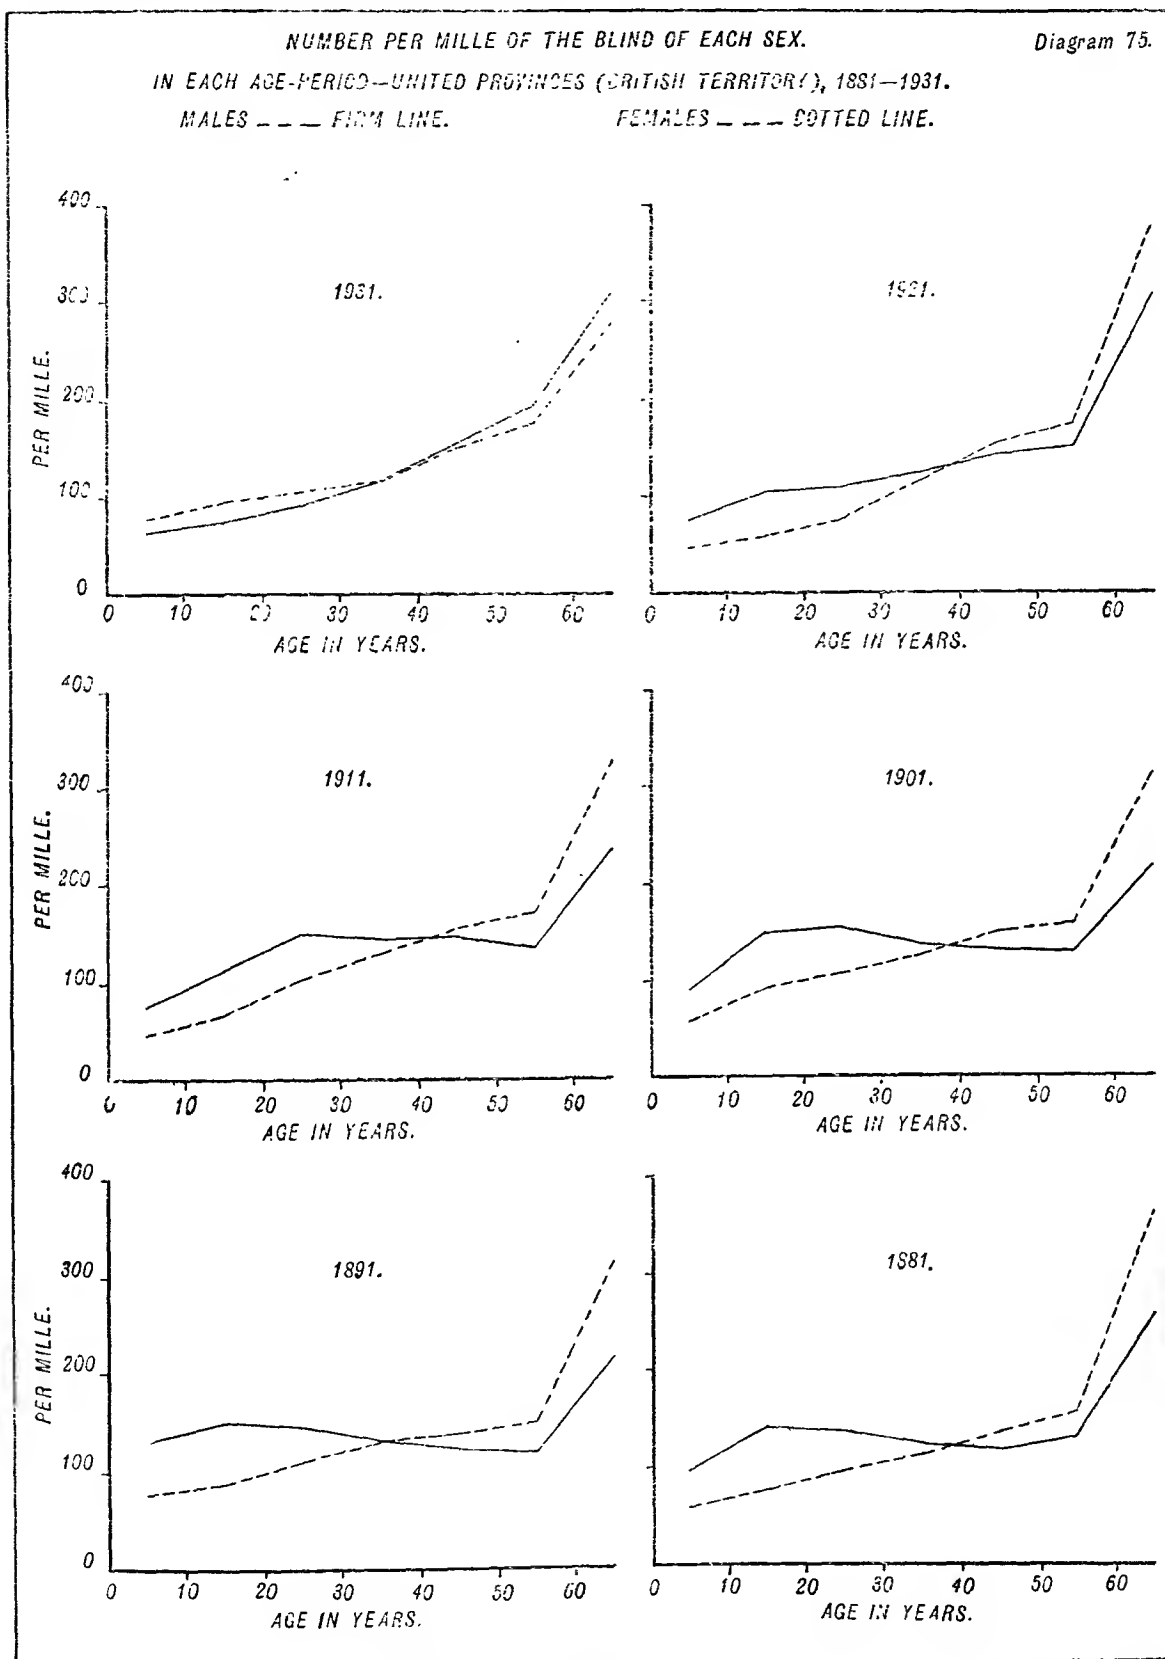 NUMBER PER MILLE OF THE BLIND OF EACH SEX.
Diagram 75.
IN EACH AGE-PERIOD—UNITED PROVINCES (BRITISH TERRITORY), 1881—1931.
MALES _ _ _ FIRM LINE.
FEMALES _ _ _ DOTTED LINE.
400
300
200
100
0
PER MILLE.
1931.
0 10 20 30 40 50 60
AGE IN YEARS.
1921.
0 10 20 30 40 50 60
AGE IN YEARS.
400
300
200
100
0
PER MILLE.
1911.
0 10 20 30 40 50 60
AGE IN YEARS.
1901.
0 10 20 30 40 50 60
AGE IN YEARS.
400
300
200
100
0
PER MILLE.
1891.
0 10 20 30 40 50 60
AGE IN YEARS.
1881.
0 10 20 30 40 50 60
AGE IN YEARS.